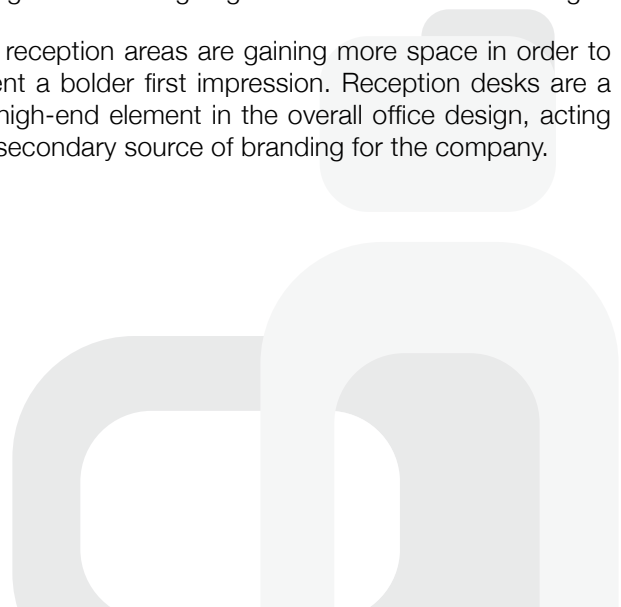 reception areas are gaining more space in order to
ent a bolder first impression. Reception desks are a
high-end element in the overall office design, acting
secondary source of branding for the company.